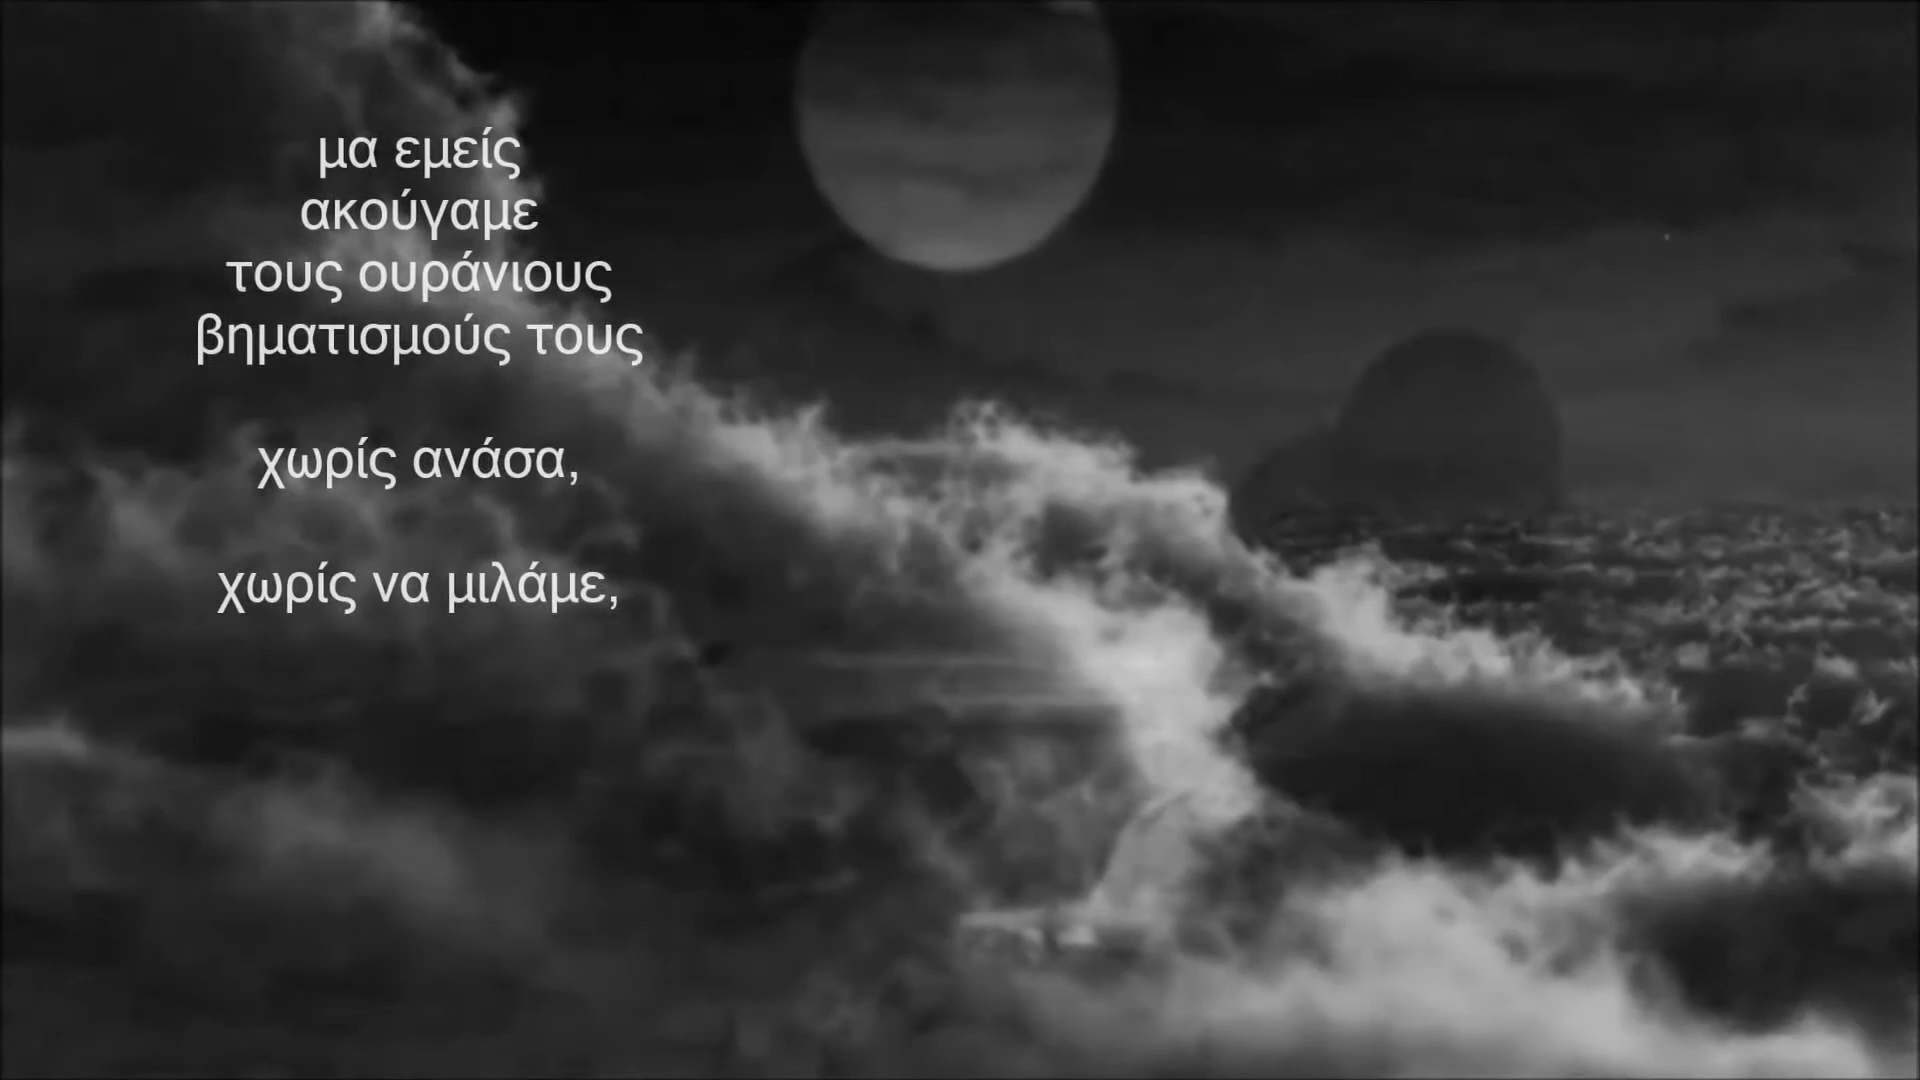 μα εμείς
ακούγαμε
τους ουράνιους
βηματισμούς τους
χωρίς ανάσα,
χωρίς να μιλάμε,